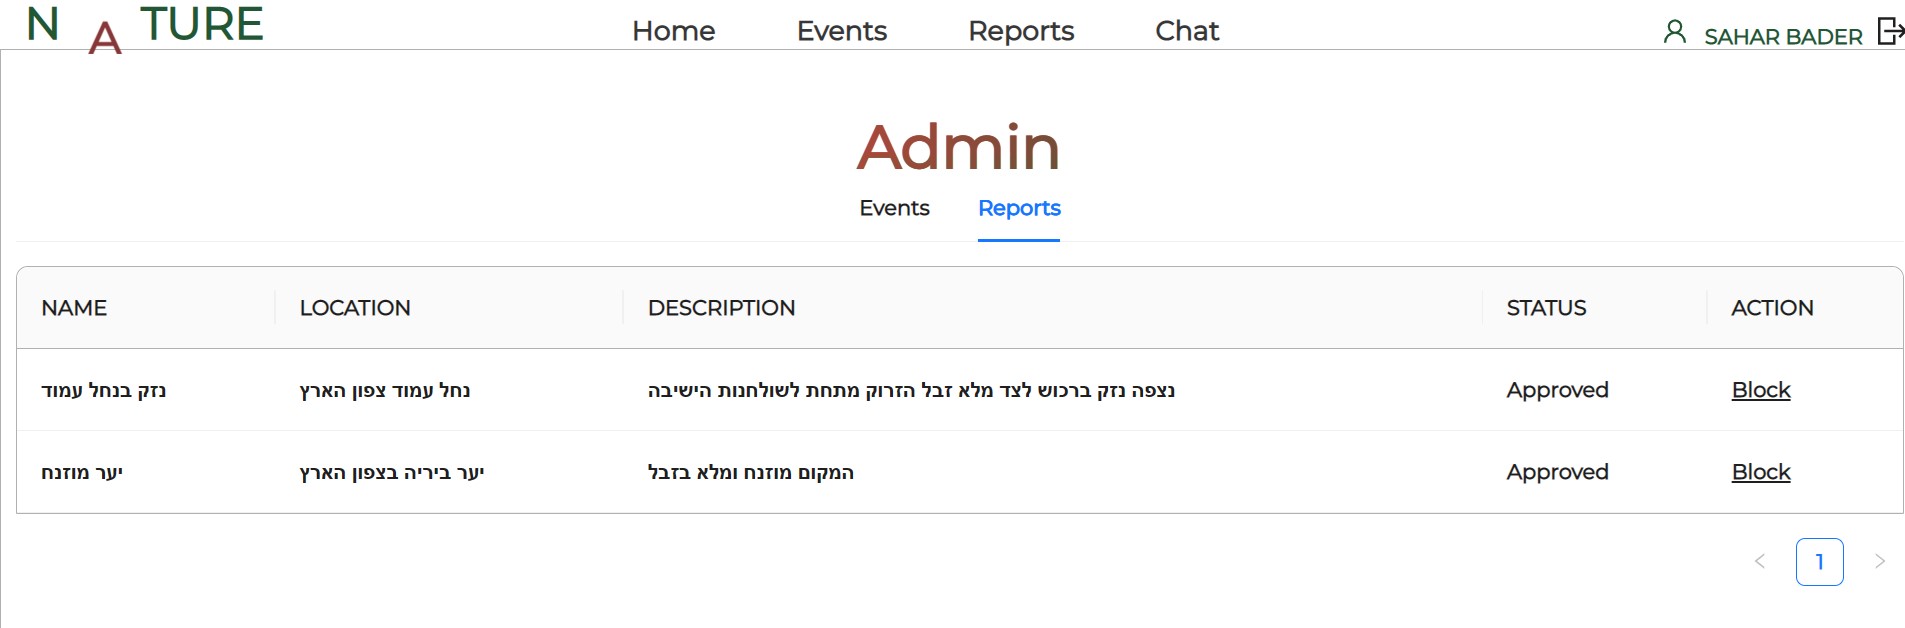 NATURE Home Events Reports Chat SAHAR BADER
Admin
Events Reports
NAME LOCATION DESCRIPTION STATUS ACTION
נזק בנחל עמוד נחל עמוד צפון הארץ נצפה נזק ברכוש לצד מלא זבל הזרוק מתחת לשולחנות הישיבה Approved Block
יער מוזנח יער ביריה בצפון הארץ המקום מוזנח ומלא בזבל Approved Block
< 1 >